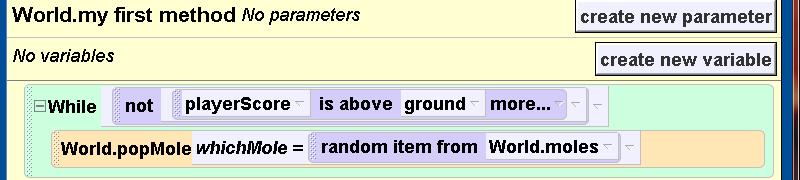 World.my first method No parameters create new parameter
No variables create new variable
While not playerScore is above ground more...
World.popMole whichMole = random item from World.moles